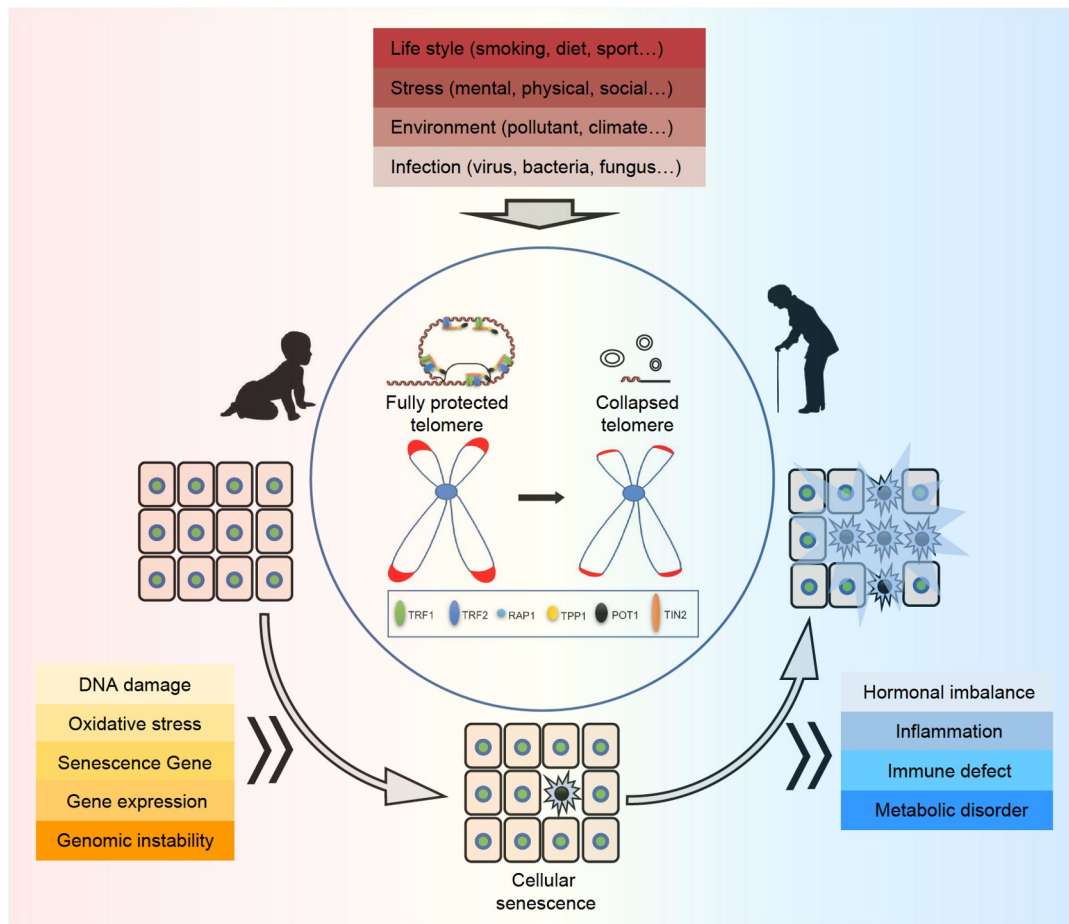 Life style (smoking, diet, sport…)
Stress (mental, physical, social…)
Environment (pollutant, climate…)
Infection (virus, bacteria, fungus…)
Fully protected
telomere
Collapsed
telomere
TRF1 TRF2 RAP1 TPP1 POT1 TIN2
DNA damage
Oxidative stress
Senescence Gene
Gene expression
Genomic instability
Hormonal imbalance
Inflammation
Immune defect
Metabolic disorder
Cellular
senescence